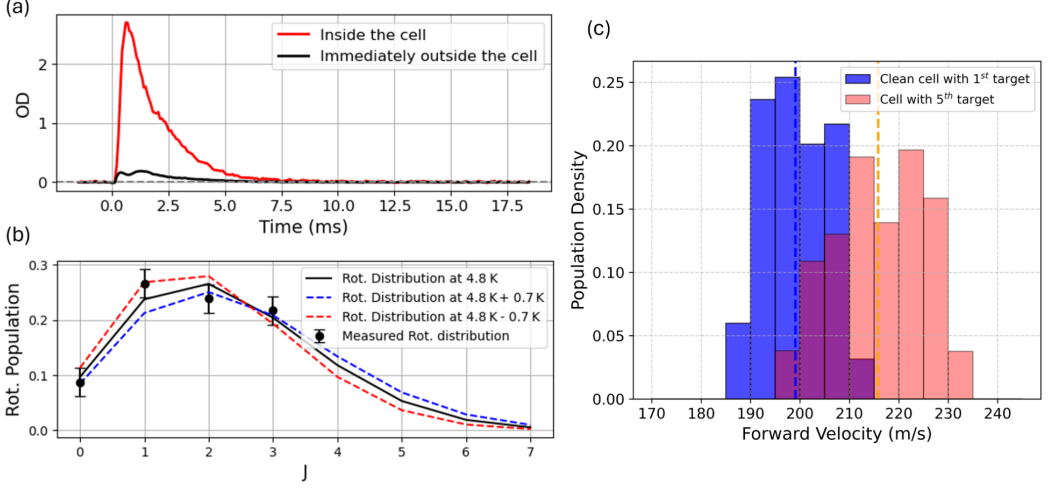 (a)
OD
2
1
0
Inside the cell
Immediately outside the cell
0.0 2.5 5.0 7.5 10.0 12.5 15.0 17.5
Time (ms)
(b)
Rot. Population
0.3
0.2
0.1
0.0
Rot. Distribution at 4.8 K
Rot. Distribution at 4.8 K + 0.7 K
Rot. Distribution at 4.8 K - 0.7 K
Measured Rot. distribution
0 1 2 3 4 5 6 7
J
(c)
Population Density
0.25
0.20
0.15
0.10
0.05
0.00
Clean cell with 1st target
Cell with 5th target
170 180 190 200 210 220 230 240
Forward Velocity (m/s)